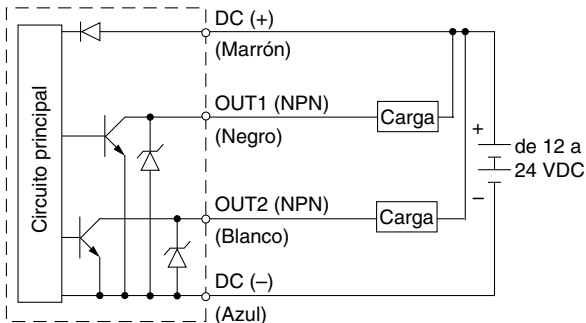 Circuito principal
DC (+)
(Marrón)
OUT1 (NPN)
(Negro)
Carga
OUT2 (NPN)
(Blanco)
Carga
DC (–)
(Azul)
+
de 12 a
24 VDC
–